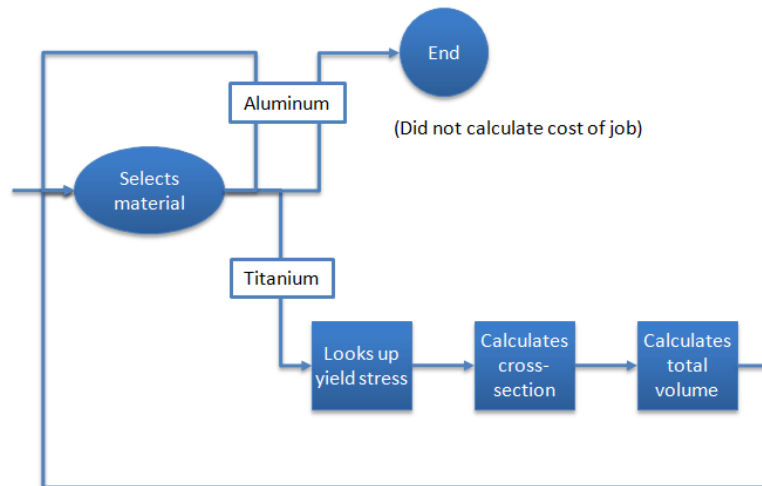 End
Aluminum
(Did not calculate cost of job)
Selects
material
Titanium
Looks up
yield stress
Calculates
cross-
section
Calculates
total
volume